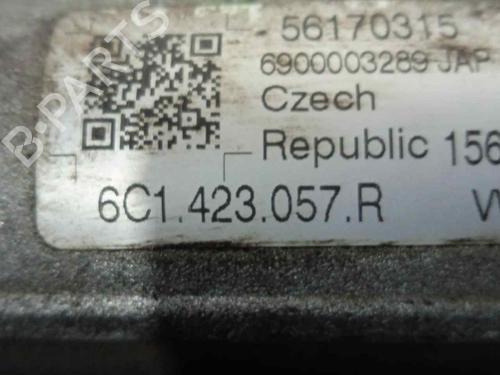 56170315
6900003289 JAP
Czech
Republic 156
6C1.423.057.R
B-PARTS